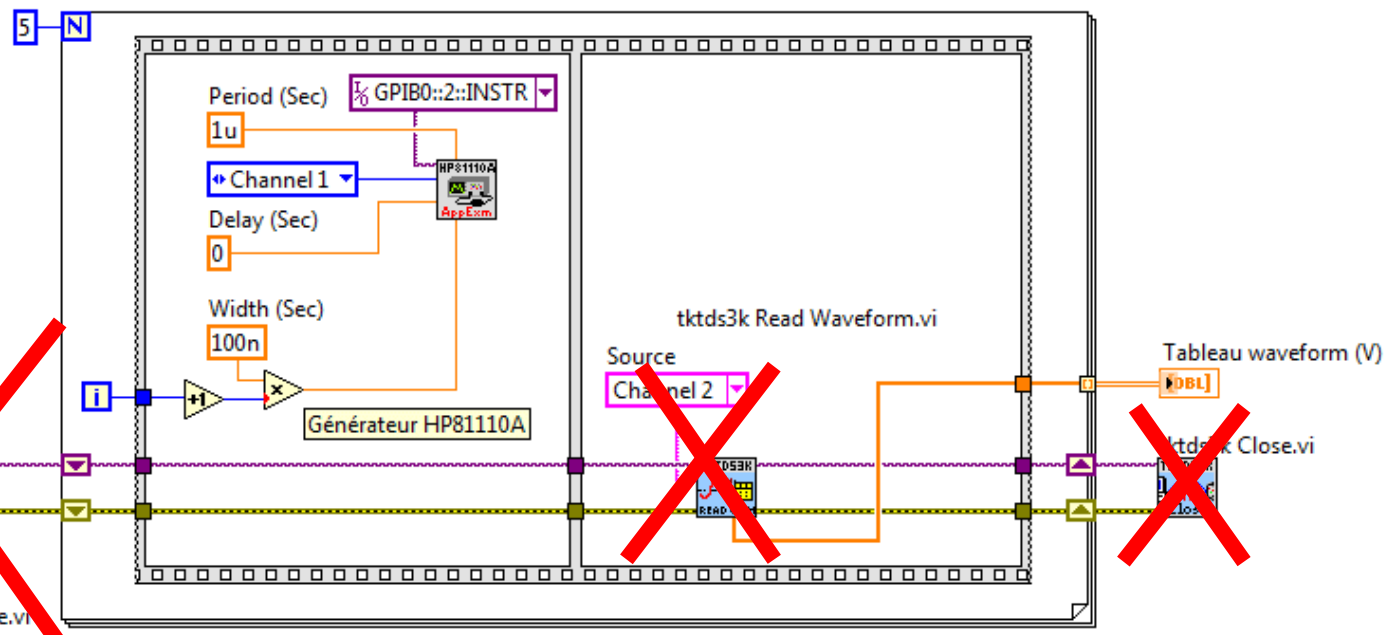 5
N
Period (Sec)
GPIB0::2::INSTR
1u
HP81110A
Channel 1
AppExm
Delay (Sec)
0
Width (Sec)
100n
i
+1
x
Générateur HP81110A
tktds3k Read Waveform.vi
Source
Channel 2
READ
Tableau waveform (V)
DBL]
Close.vi
e.vi